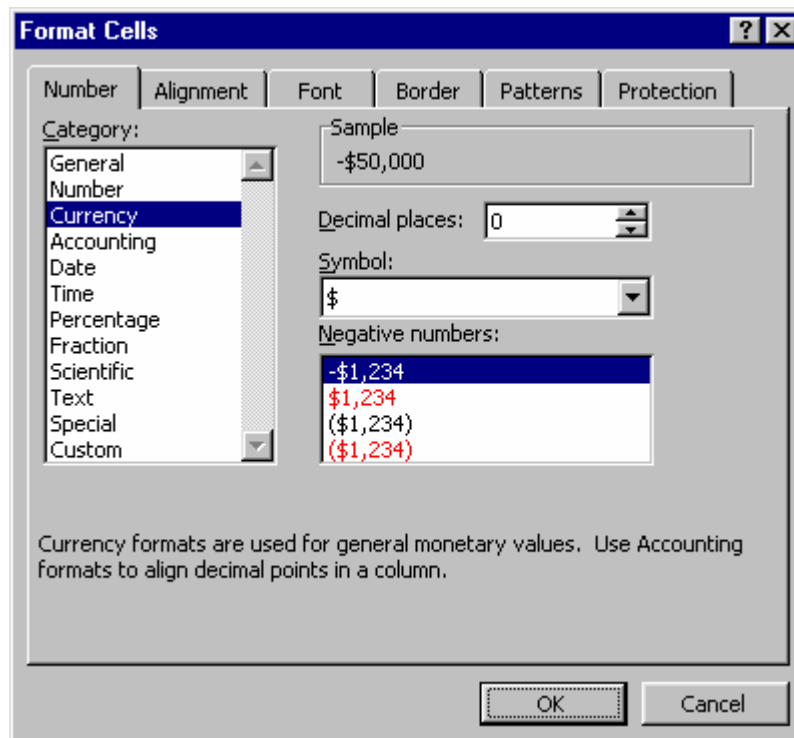 Format Cells
Number Alignment Font Border Patterns Protection
Category:
General
Number
Currency
Accounting
Date
Time
Percentage
Fraction
Scientific
Text
Special
Custom
Sample
-$50,000
Decimal places: 0
Symbol:
$
Negative numbers:
-$1,234
$1,234
($1,234)
($1,234)
Currency formats are used for general monetary values. Use Accounting
formats to align decimal points in a column.
OK Cancel